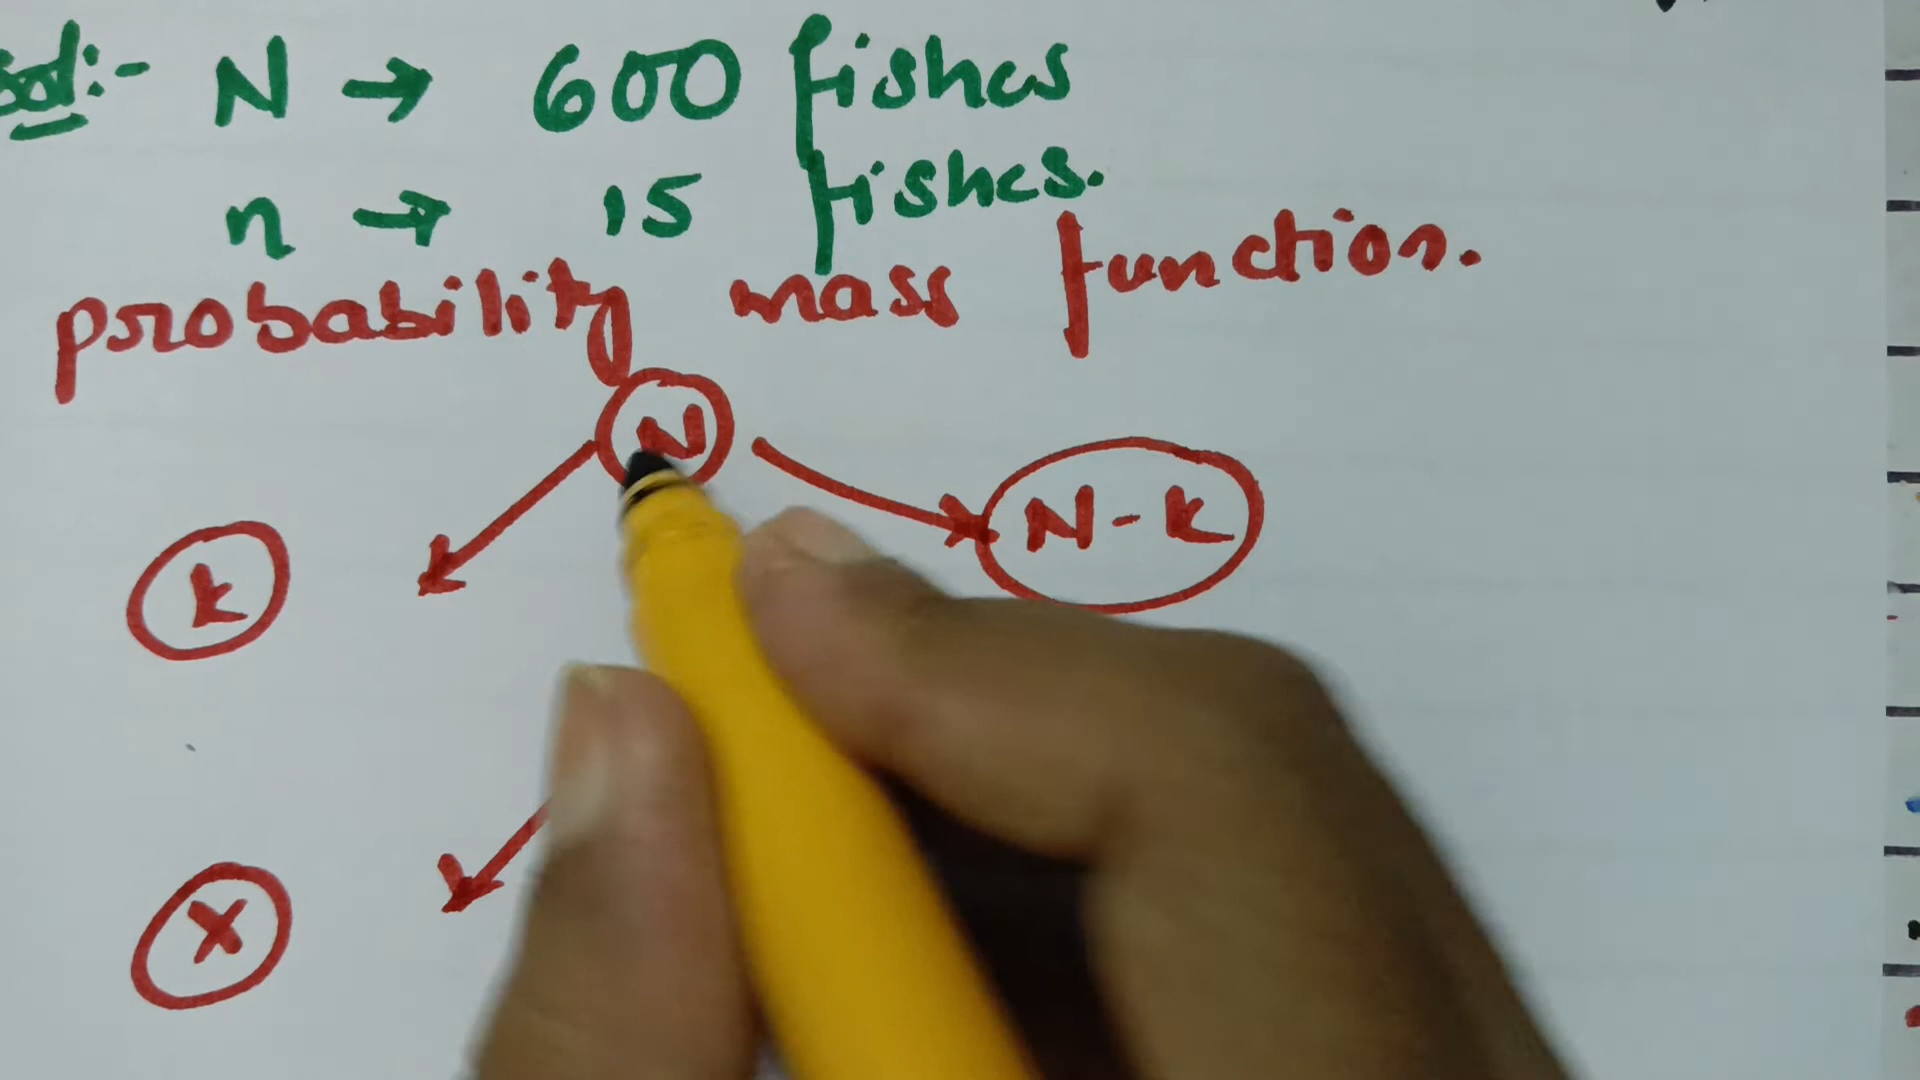 Sol:- N → 600 fishes
n → 15 fishes.
probability mass function.
N
k
N-k
X